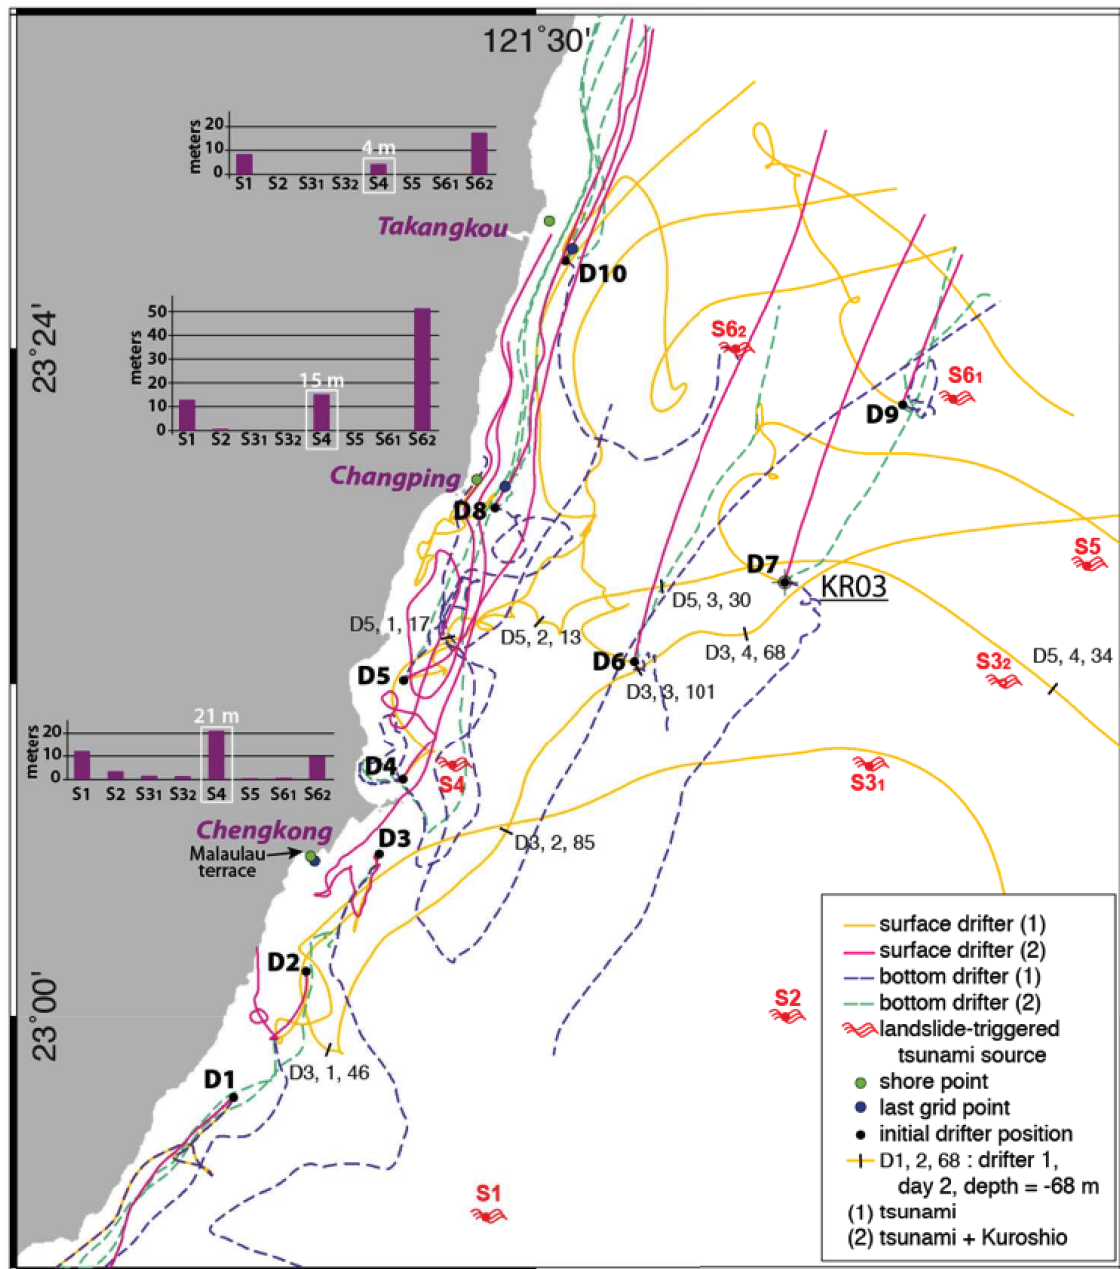 121°30'
20
10
0
meters
4 m
S1 S2 S31 S32 S4 S5 S61 S62
Takangkou
D10
23°24'
50
40
30
20
10
0
meters
15 m
S1 S2 S31 S32 S4 S5 S61 S62
Changping
S62
S61
D9
D8
S5
D7
KR03
D5, 3, 30
D5, 1, 17
D5, 2, 13
D3, 4, 68
D6
D5
S32
D5, 4, 34
D3, 3, 101
20
10
0
meters
21 m
S1 S2 S31 S32 S4 S5 S61 S62
D4
S4
S31
Chengkong
Malaulau
terrace
D3
D3, 2, 85
D2
23°00'
S2
D3, 1, 46
D1
S1
surface drifter (1)
surface drifter (2)
bottom drifter (1)
bottom drifter (2)
landslide-triggered
tsunami source
shore point
last grid point
initial drifter position
D1, 2, 68 : drifter 1,
day 2, depth = -68 m
(1) tsunami
(2) tsunami + Kuroshio